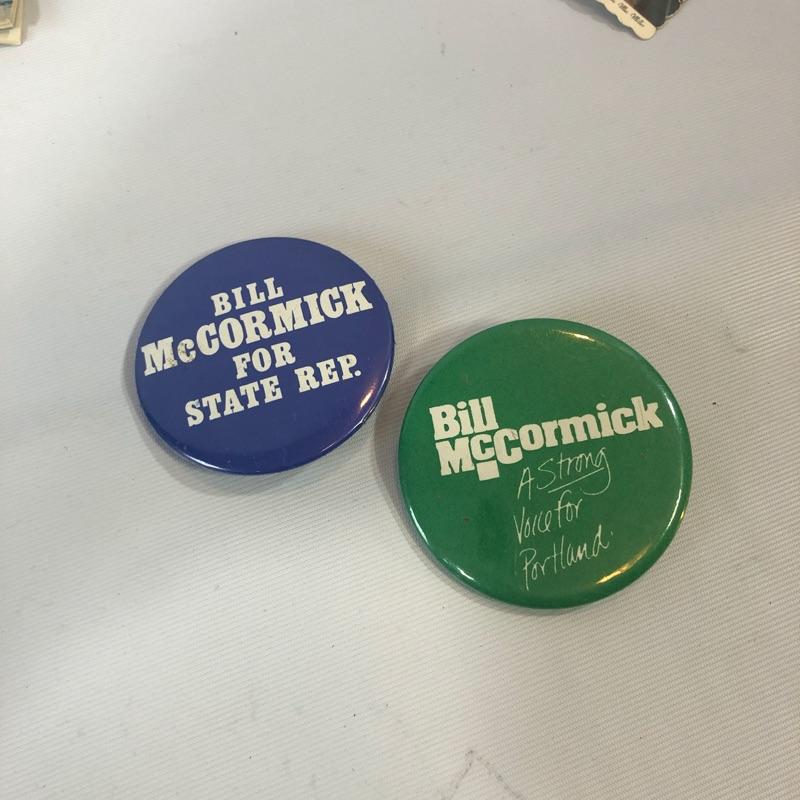 BILL
McCORMICK
FOR
STATE REP.
Bill
McCormick
A Strong
Voice for
Portland.